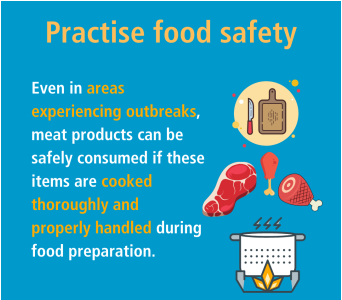 Practise food safety
Even in areas
experiencing outbreaks,
meat products can be
safely consumed if these
items are cooked
thoroughly and
properly handled during
food preparation.